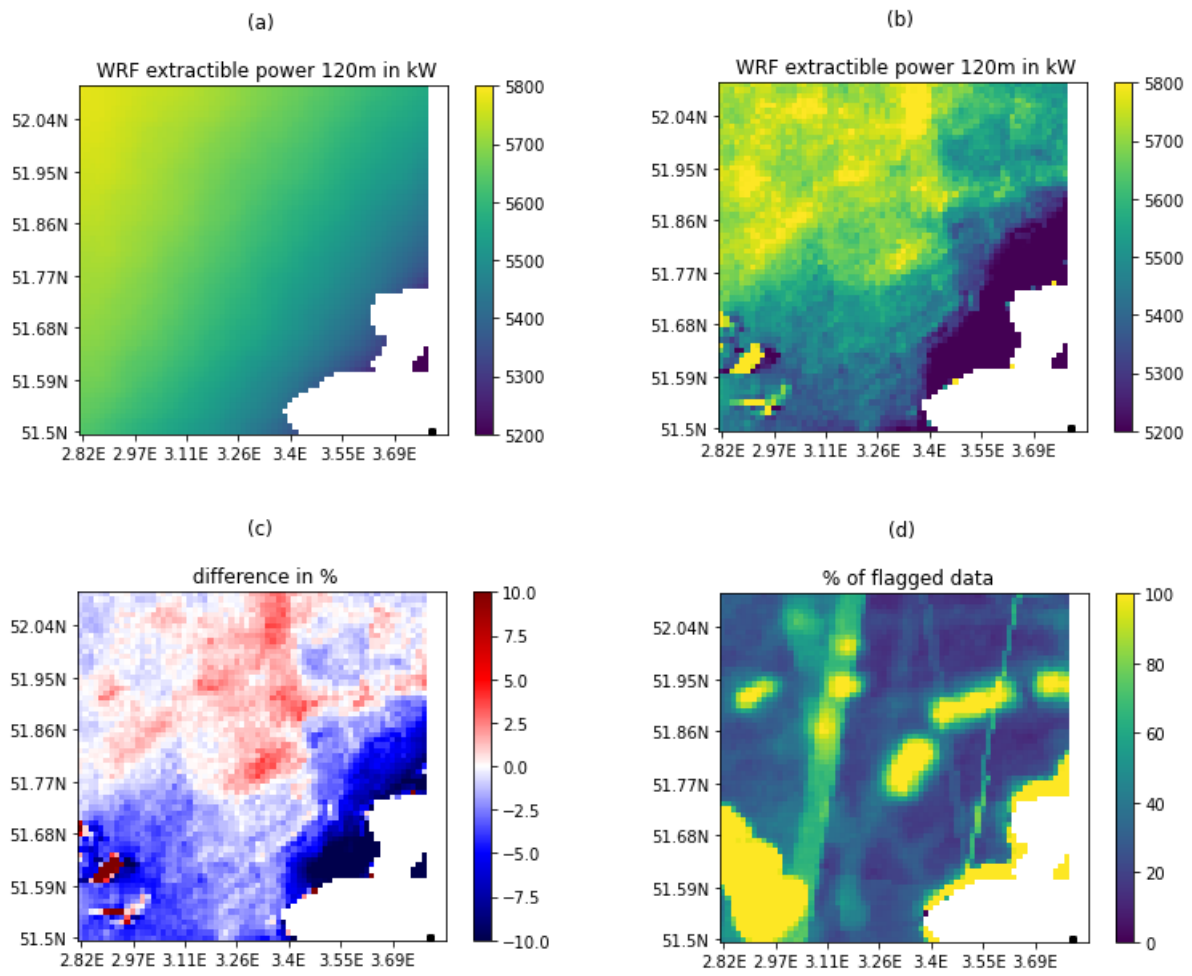 (a)
WRF extractible power 120m in kW
52.04N
51.95N
51.86N
51.77N
51.68N
51.59N
51.5N
2.82E 2.97E 3.11E 3.26E 3.4E 3.55E 3.69E
5800
5700
5600
5500
5400
5300
5200
(b)
WRF extractible power 120m in kW
52.04N
51.95N
51.86N
51.77N
51.68N
51.59N
51.5N
2.82E 2.97E 3.11E 3.26E 3.4E 3.55E 3.69E
5800
5700
5600
5500
5400
5300
5200
(c)
difference in %
52.04N
51.95N
51.86N
51.77N
51.68N
51.59N
51.5N
2.82E 2.97E 3.11E 3.26E 3.4E 3.55E 3.69E
10.0
7.5
5.0
2.5
0.0
−2.5
−5.0
−7.5
−10.0
(d)
% of flagged data
52.04N
51.95N
51.86N
51.77N
51.68N
51.59N
51.5N
2.82E 2.97E 3.11E 3.26E 3.4E 3.55E 3.69E
100
80
60
40
20
0